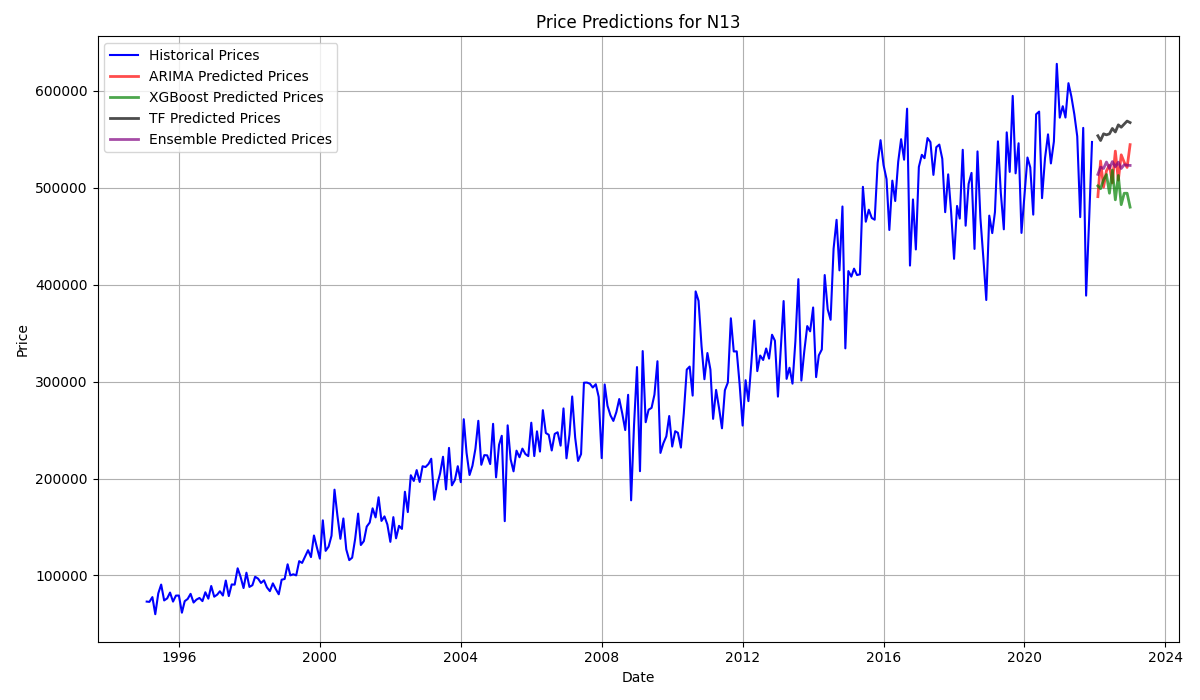 Price Predictions for N13
Historical Prices
ARIMA Predicted Prices
XGBoost Predicted Prices
TF Predicted Prices
Ensemble Predicted Prices
600000
500000
400000
300000
200000
100000
Price
1996 2000 2004 2008 2012 2016 2020 2024
Date